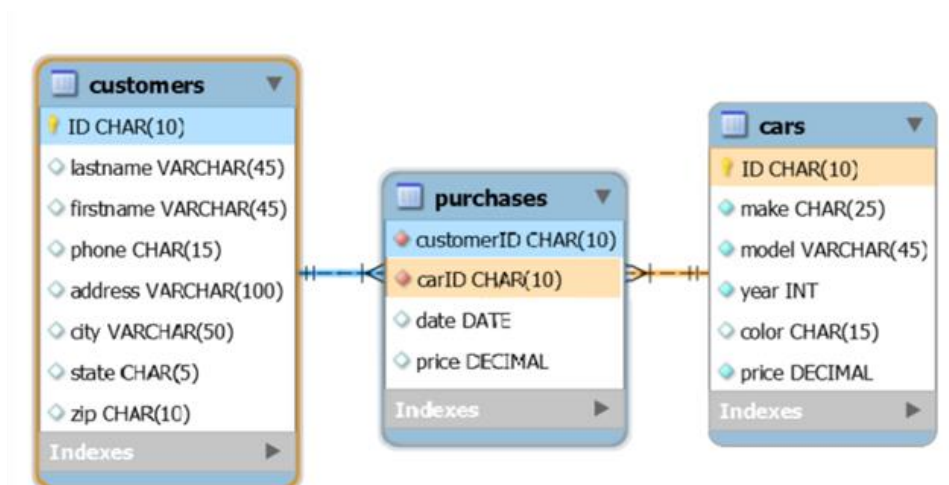 customers
ID CHAR(10)
lastname VARCHAR(45)
firstname VARCHAR(45)
phone CHAR(15)
address VARCHAR(100)
city VARCHAR(50)
state CHAR(5)
zip CHAR(10)
Indexes
purchases
customerID CHAR(10)
carID CHAR(10)
date DATE
price DECIMAL
Indexes
cars
ID CHAR(10)
make CHAR(25)
model VARCHAR(45)
year INT
color CHAR(15)
price DECIMAL
Indexes